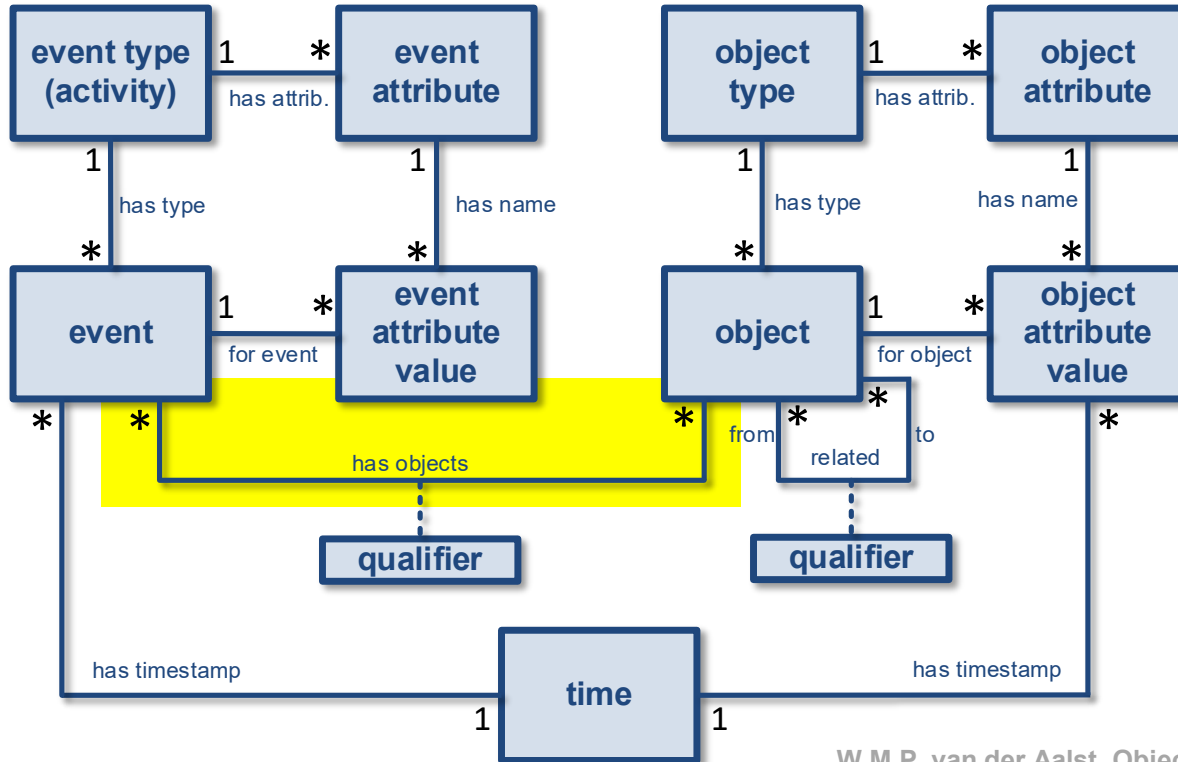 event type
(activity)
1
*
has attrib.
event
attribute
object
type
1
*
has attrib.
object
attribute
1
has type
*
1
has name
*
1
has type
*
1
has name
*
event
1
*
for event
event
attribute
value
object
1
*
for object
object
attribute
value
*
*
has objects
*
from
*
*
to
related
*
qualifier
qualifier
has timestamp
1
time
1
has timestamp
W.M.P. van der Aalst, Objec